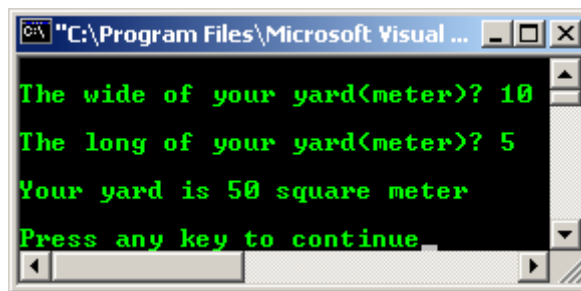 "C:\Program Files\Microsoft Visual ...
The wide of your yard(meter)? 10
The long of your yard(meter)? 5
Your yard is 50 square meter
Press any key to continue_